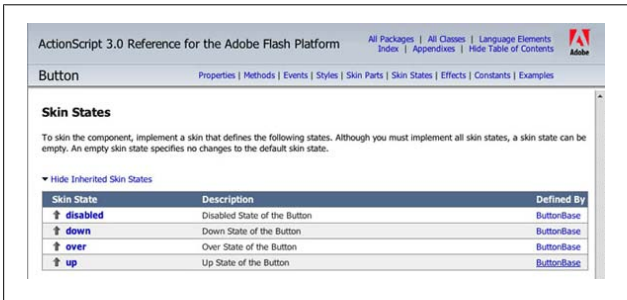 ActionScript 3.0 Reference for the Adobe Flash Platform
All Packages | All Classes | Language Elements
Index | Appendixes | Hide Table of Contents
Adobe
Button
Properties | Methods | Events | Styles | Skin Parts | Skin States | Effects | Constants | Examples
Skin States
To skin the component, implement a skin that defines the following states. Although you must implement all skin states, a skin state can be
empty. An empty skin state specifies no changes to the default skin state.
Hide Inherited Skin States
Skin State Description Defined By
disabled Disabled State of the Button ButtonBase
down Down State of the Button ButtonBase
over Over State of the Button ButtonBase
up Up State of the Button ButtonBase